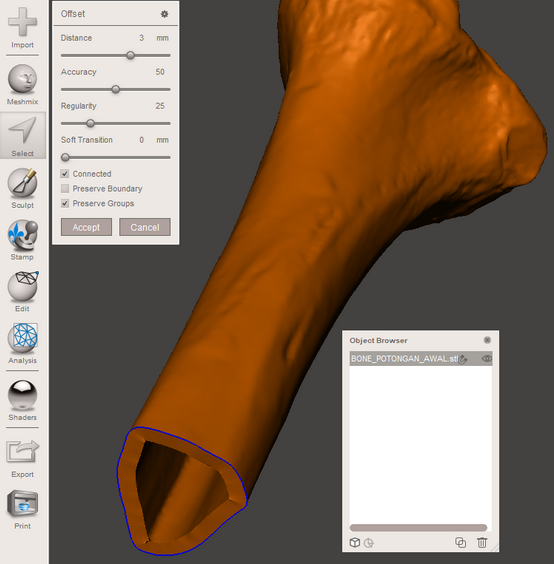 Import
Meshmix
Select
Sculpt
Stamp
Edit
Analysis
Shaders
Export
Print
Offset
Distance 3 mm
Accuracy 50
Regularity 25
Soft Transition 0 mm
Connected
Preserve Boundary
Preserve Groups
Accept Cancel
Object Browser
BONE_POTONGAN_AWAL.stl